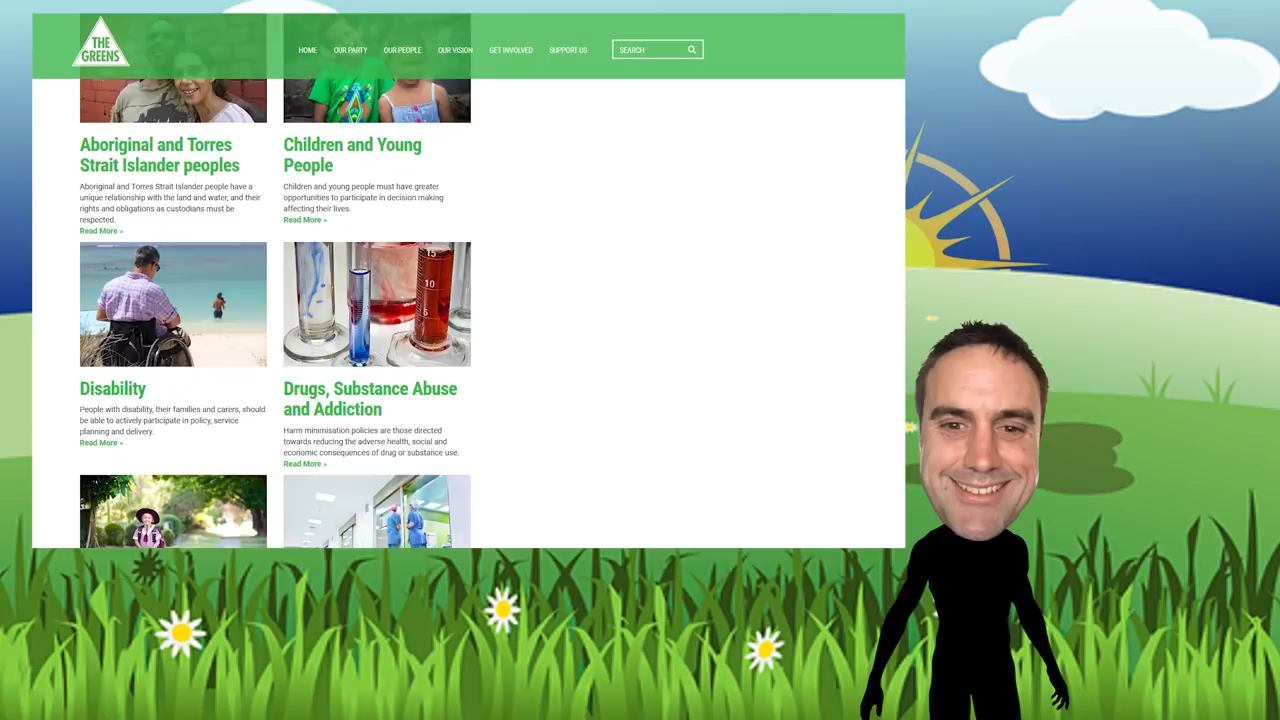 THE
GREENS
HOME OUR PARTY OUR PEOPLE OUR VISION GET INVOLVED SUPPORT US SEARCH
Aboriginal and Torres
Strait Islander peoples
Aboriginal and Torres Strait Islander people have a
unique relationship with the land and water, and their
rights and obligations as custodians must be
respected.
Read More »
Children and Young
People
Children and young people must have greater
opportunities to participate in decision making
affecting their lives.
Read More »
Disability
People with disability, their families and carers, should
be able to actively participate in policy, service
planning and delivery.
Read More »
15
10
5
Drugs, Substance Abuse
and Addiction
Harm minimisation policies are those directed
towards reducing the adverse health, social and
economic consequences of drug or substance use.
Read More »